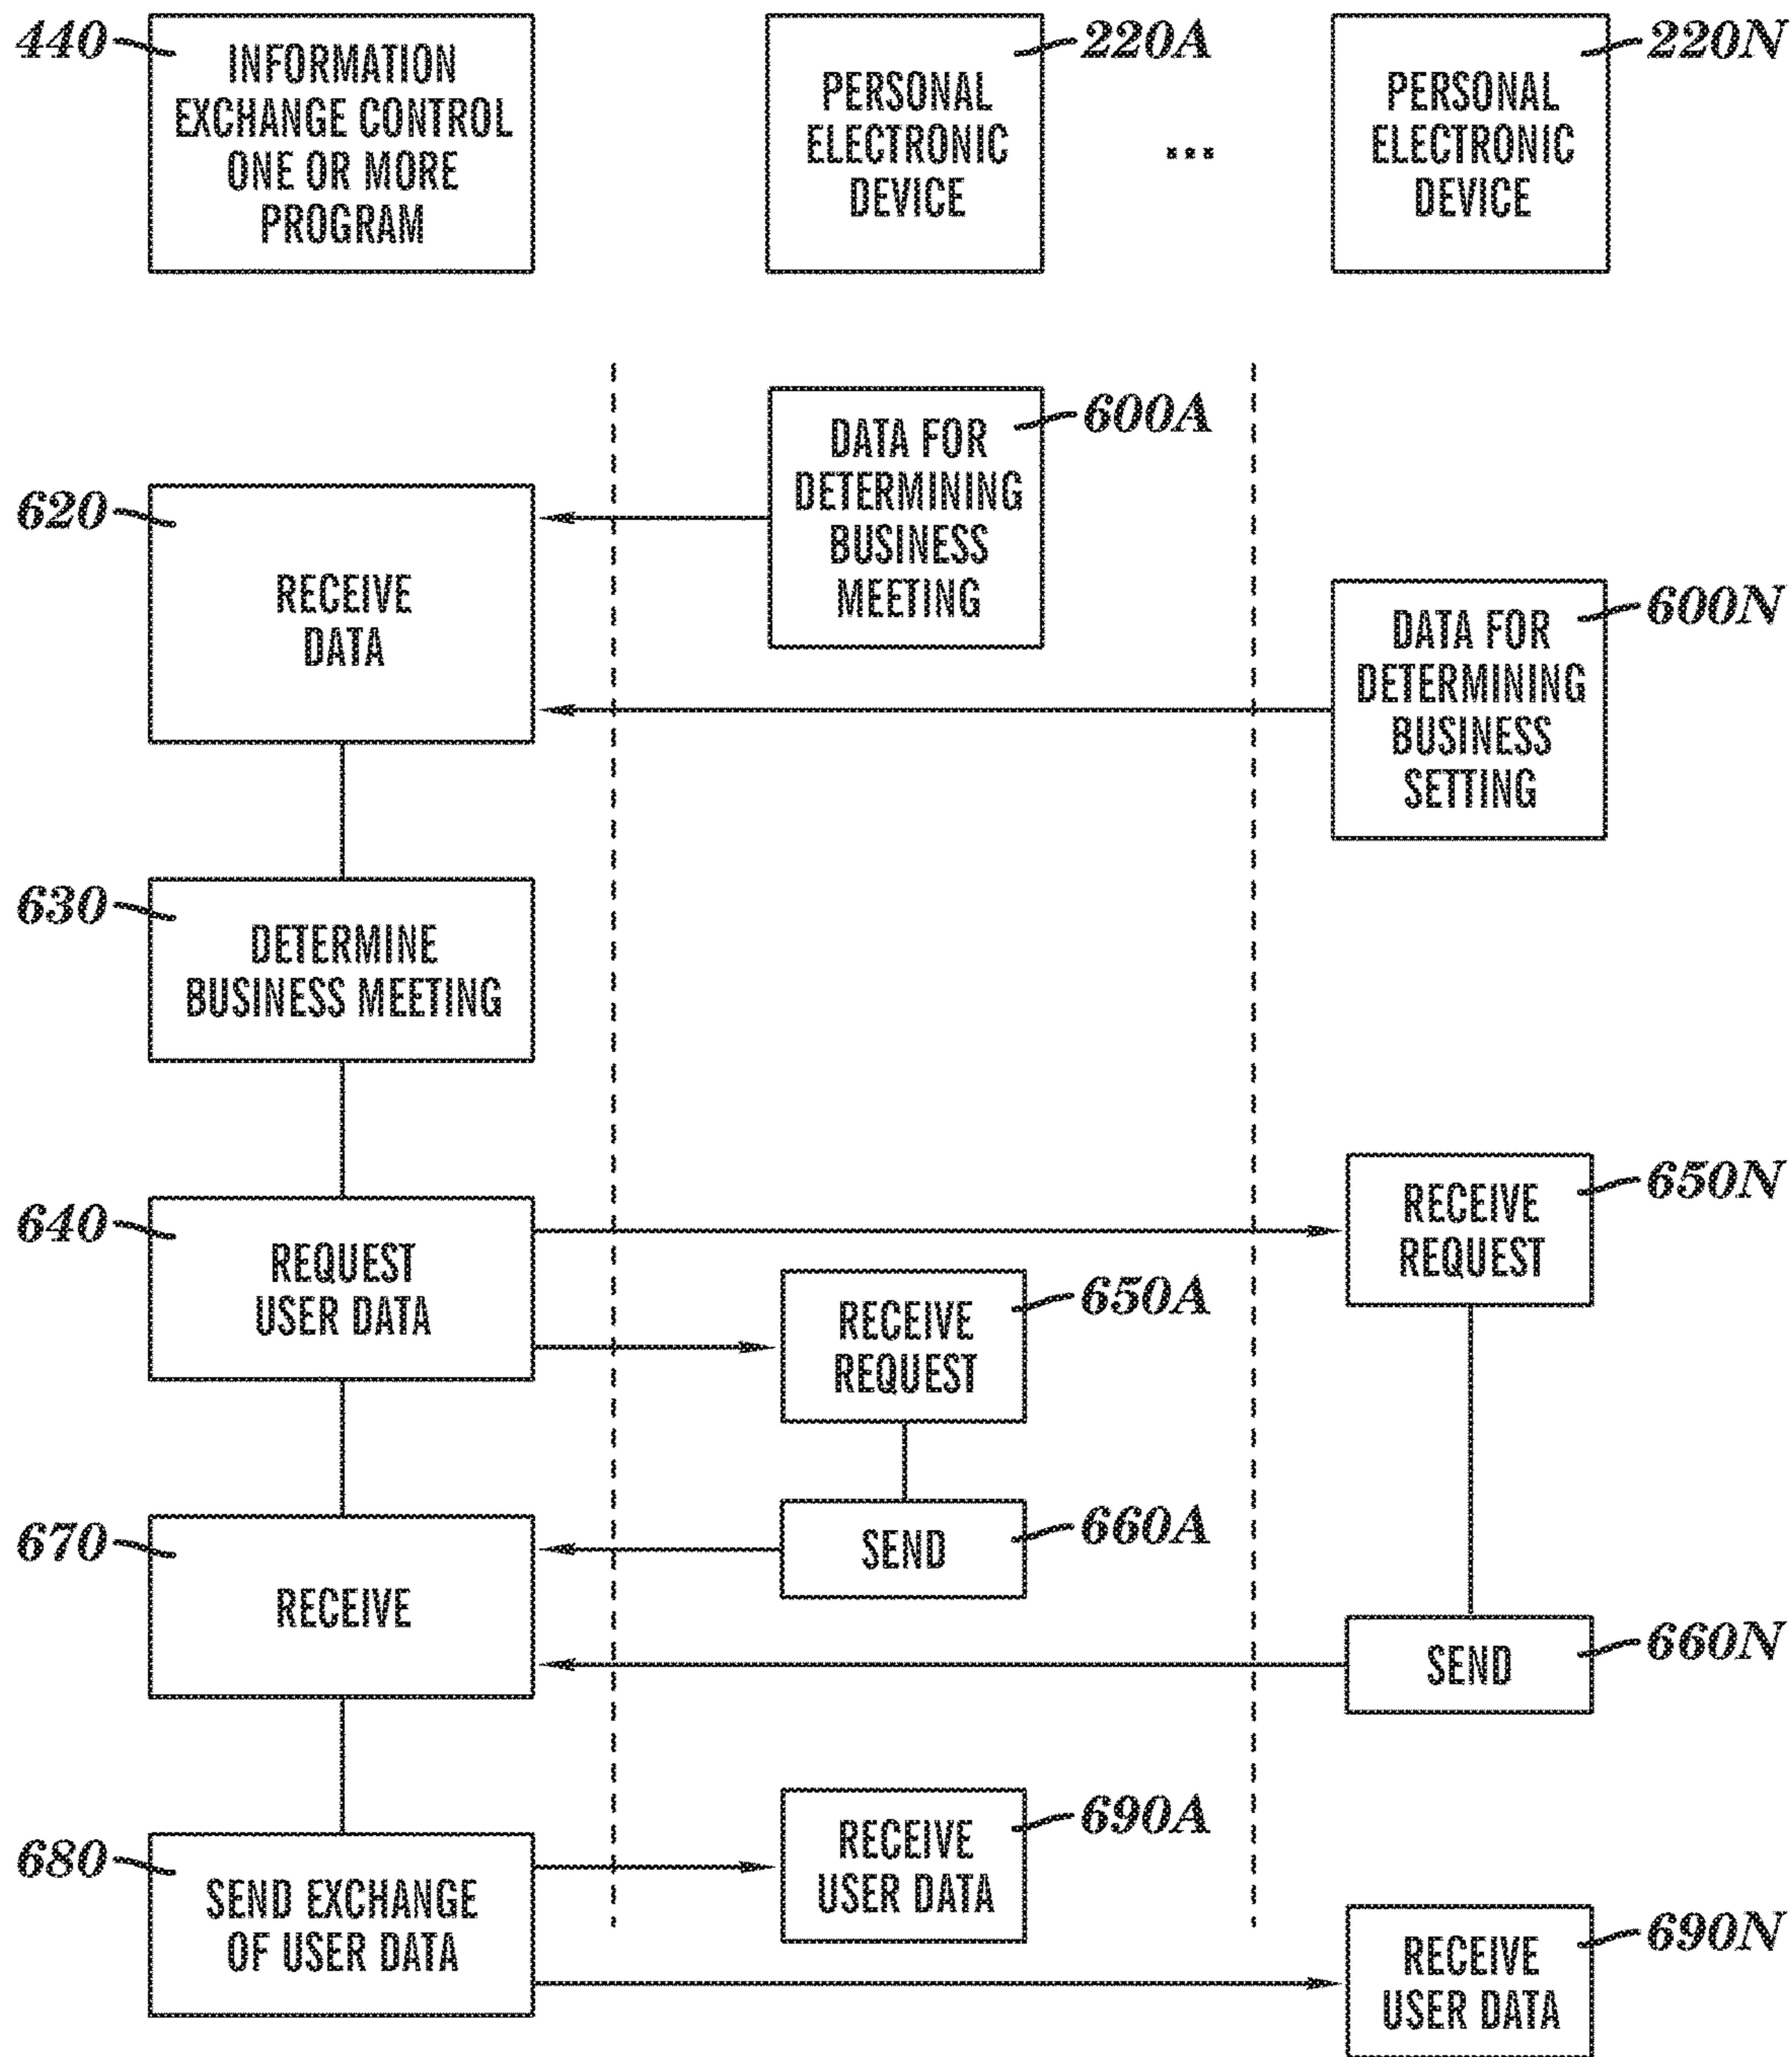 440
INFORMATION
EXCHANGE CONTROL
ONE OR MORE
PROGRAM
PERSONAL
ELECTRONIC
DEVICE
220A
...
PERSONAL
ELECTRONIC
DEVICE
220N
DATA FOR
DETERMINING
BUSINESS
MEETING
600A
620
RECEIVE
DATA
DATA FOR
DETERMINING
BUSINESS
SETTING
600N
630
DETERMINE
BUSINESS MEETING
640
REQUEST
USER DATA
RECEIVE
REQUEST
650N
RECEIVE
REQUEST
650A
SEND
660A
670
RECEIVE
SEND
660N
680
SEND EXCHANGE
OF USER DATA
RECEIVE
USER DATA
690A
RECEIVE
USER DATA
690N